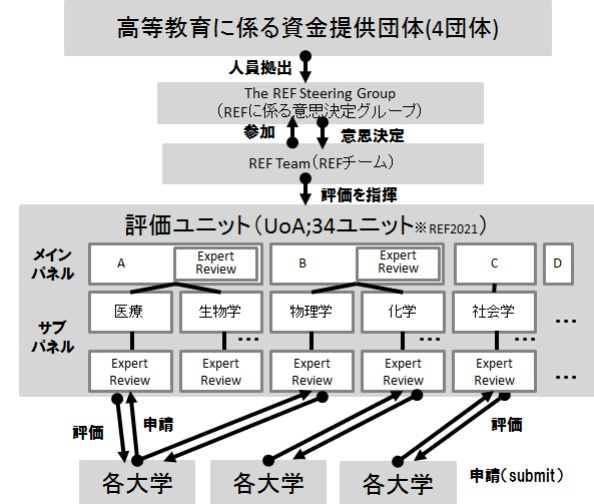 高等教育に係る資金提供団体(4団体)
人員拠出
The REF Steering Group
（REFに係る意思決定グループ）
参加
意思決定
REF Team（REFチーム）
評価を指揮
評価ユニット（UoA;34ユニット※REF2021）
メイン
パネル
A
Expert
Review
B
Expert
Review
C
D
サブ
パネル
医療
生物学
物理学
化学
社会学
…
…
…
…
Expert
Review
Expert
Review
Expert
Review
Expert
Review
Expert
Review
…
評価
申請
評価
各大学
各大学
各大学
申請（submit）